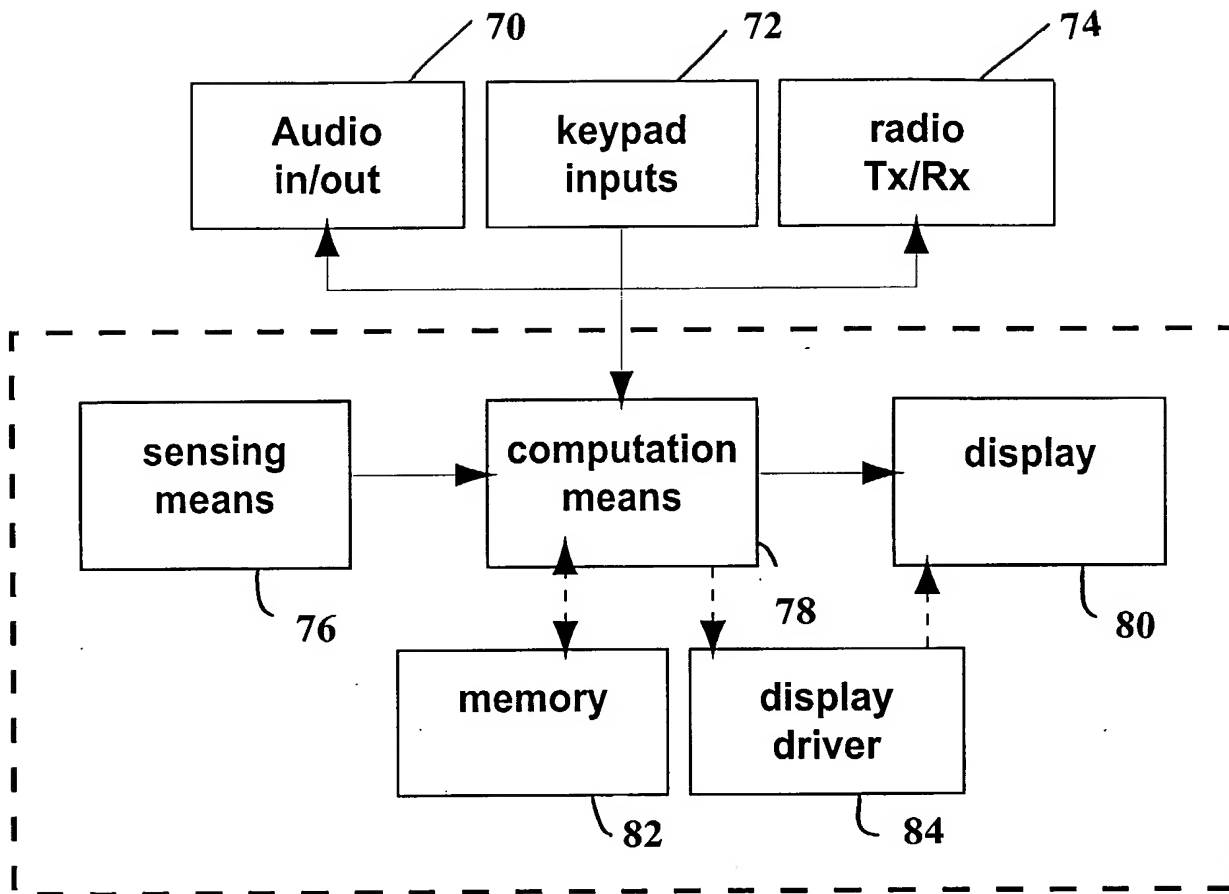 70
72
74
Audio
in/out
keypad
inputs
radio
Tx/Rx
sensing
means
computation
means
display
76
78
80
memory
display
driver
82
84